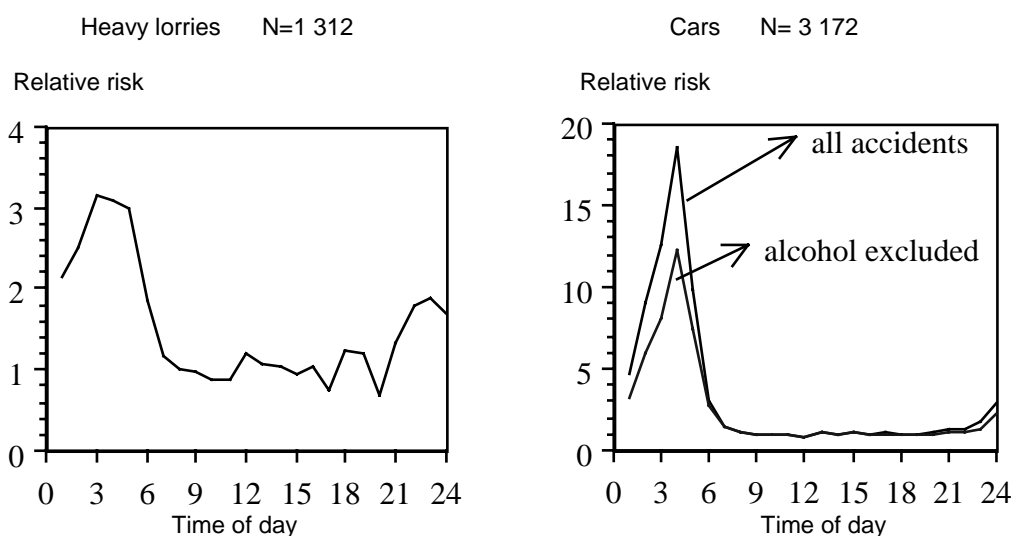 Heavy lorries N=1 312
Relative risk
4
3
2
1
0
0 3 6 9 12 15 18 21 24
Time of day
Cars N= 3 172
Relative risk
20
15
10
5
0
all accidents
alcohol excluded
0 3 6 9 12 15 18 21 24
Time of day